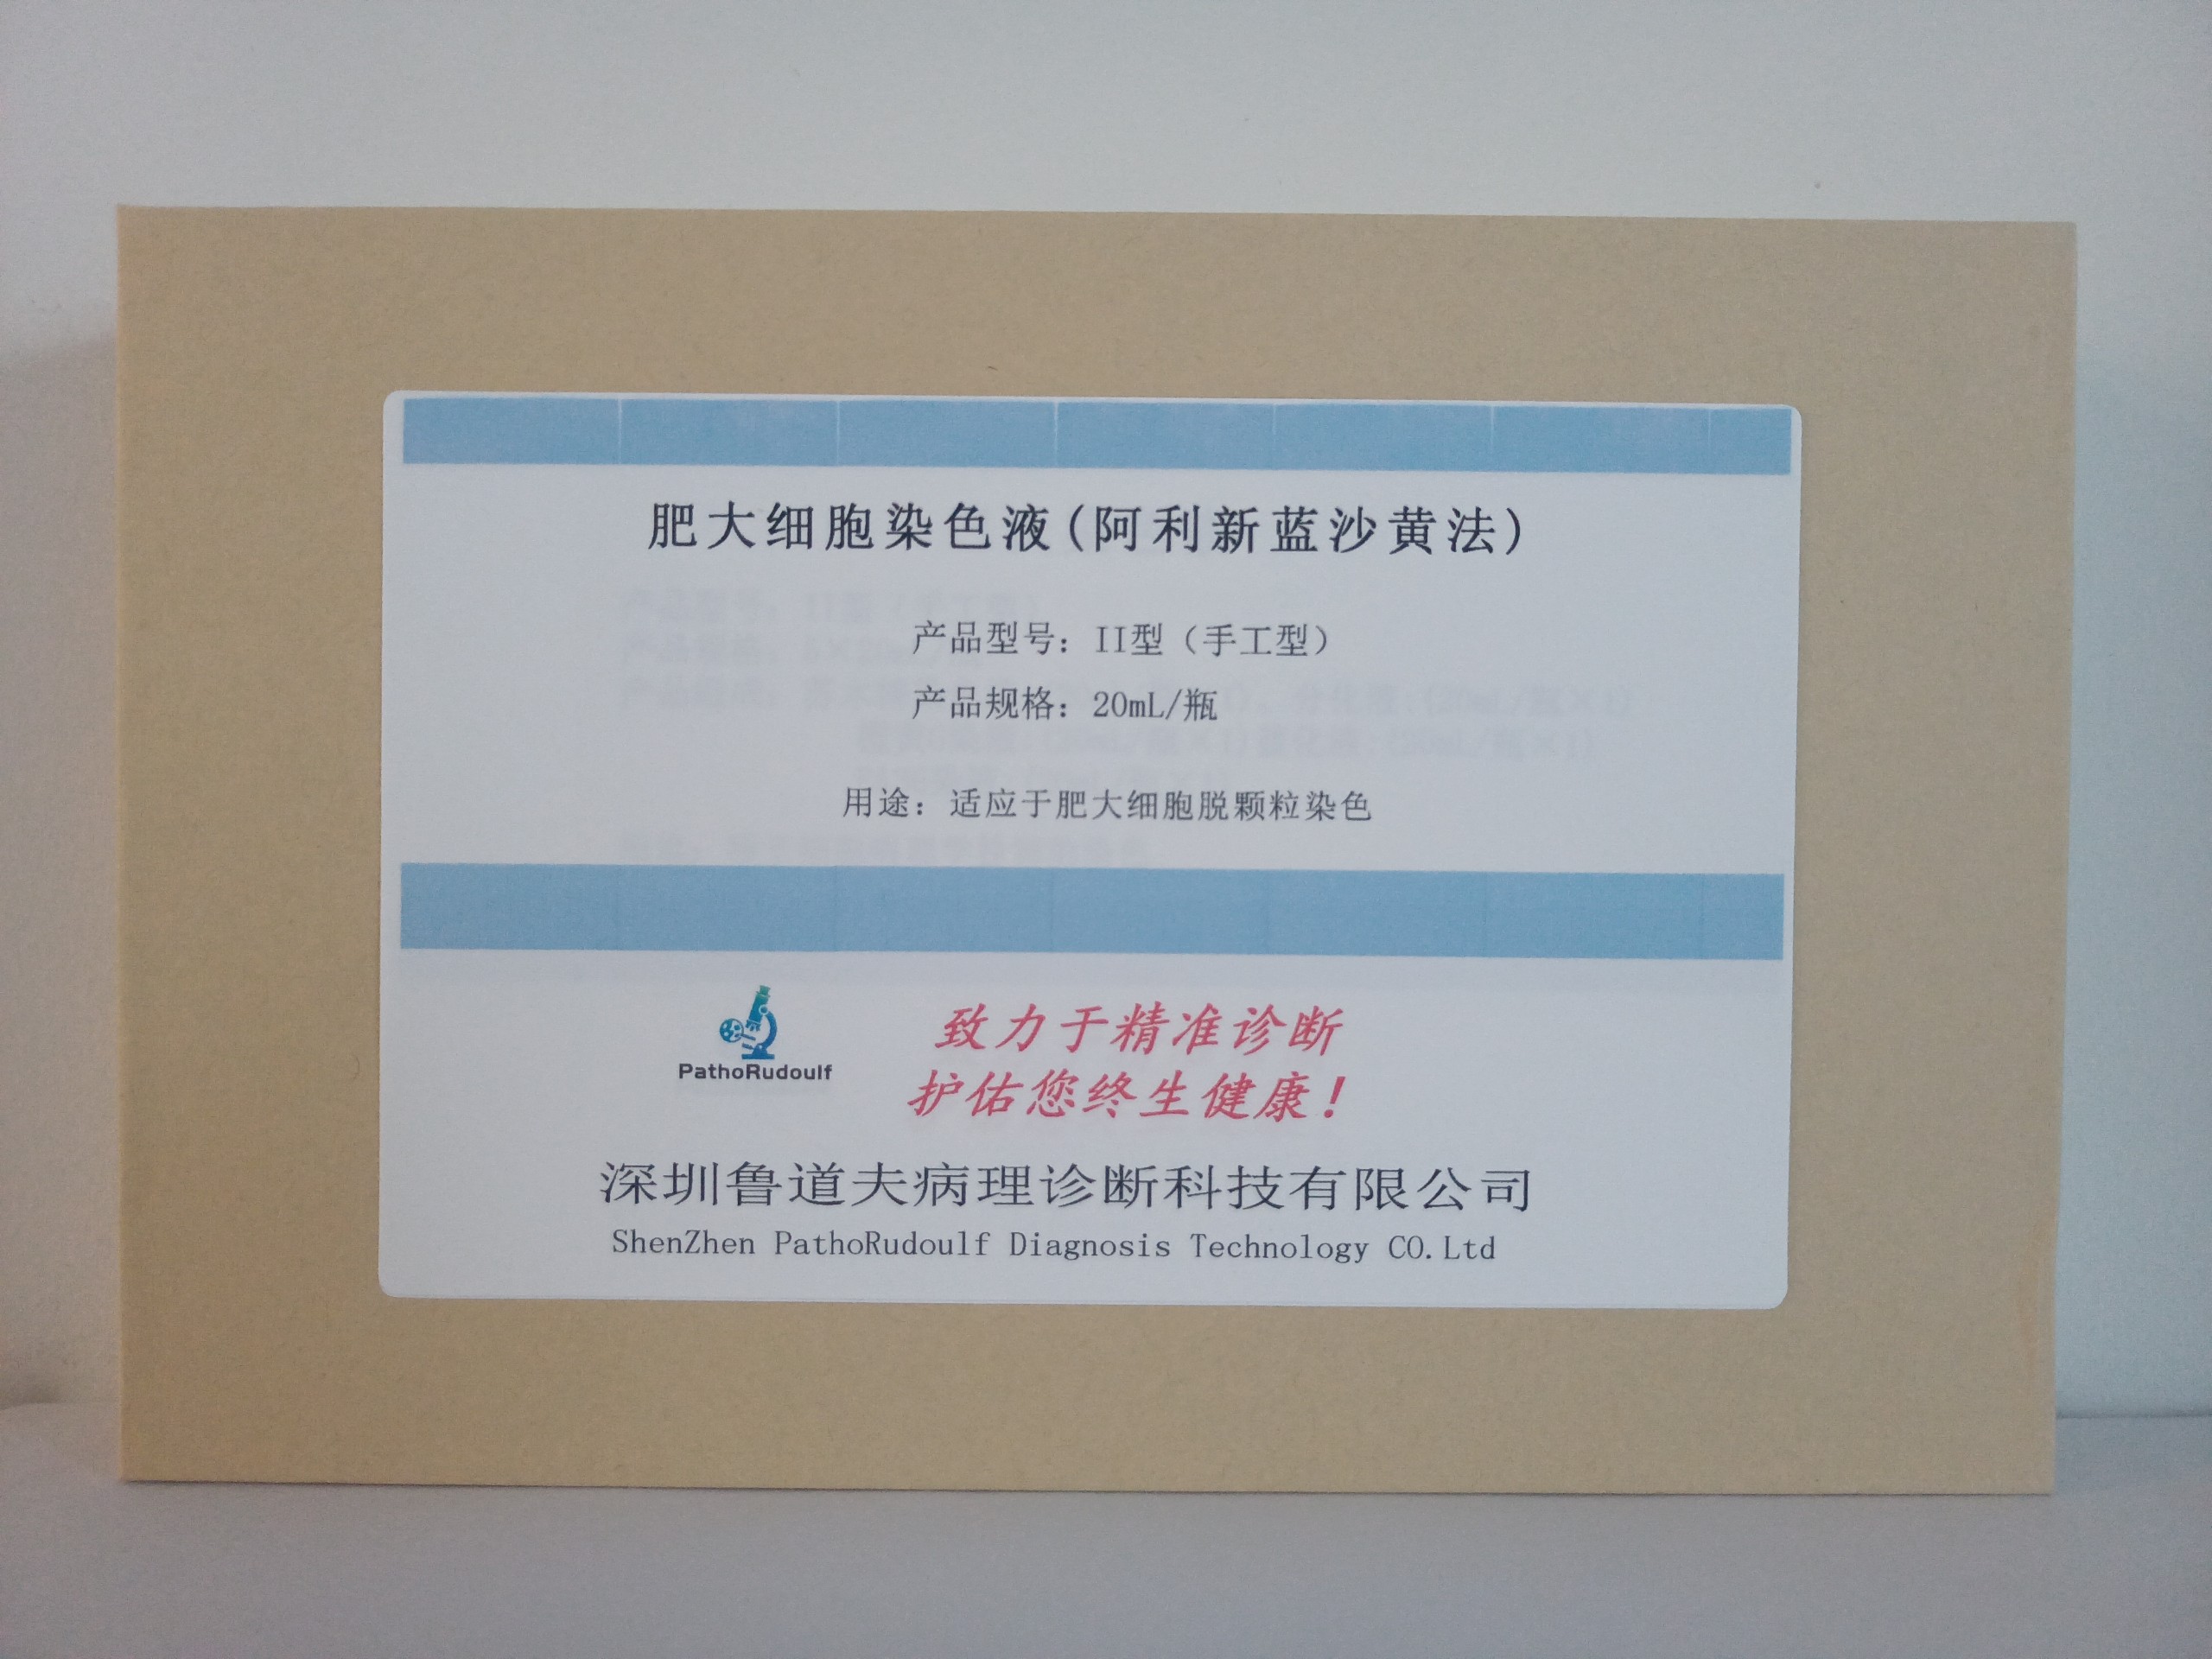 肥大细胞染色液(阿利新蓝沙黄法)
产品型号：II型（手工型）
产品规格：20mL/瓶
用途：适应于肥大细胞脱颗粒染色
PathoRudoulf
致力于精准诊断
护佑您终生健康！
深圳鲁道夫病理诊断科技有限公司
ShenZhen PathoRudoulf Diagnosis Technology CO.Ltd